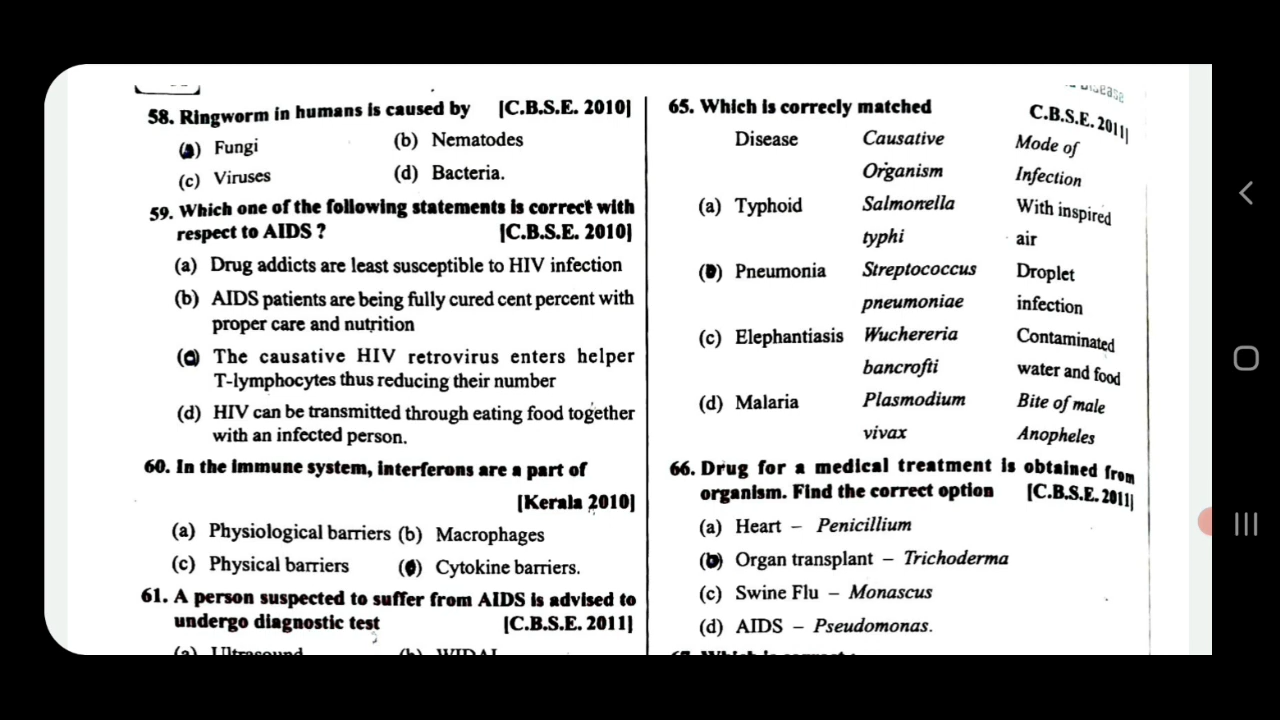 58. Ringworm in humans is caused by [C.B.S.E. 2010]
(a) Fungi (b) Nematodes
(c) Viruses (d) Bacteria.
59. Which one of the following statements is correct with
respect to AIDS ? [C.B.S.E. 2010]
(a) Drug addicts are least susceptible to HIV infection
(b) AIDS patients are being fully cured cent percent with
proper care and nutrition
(c) The causative HIV retrovirus enters helper
T-lymphocytes thus reducing their number
(d) HIV can be transmitted through eating food together
with an infected person.
60. In the immune system, interferons are a part of
[Kerala 2010]
(a) Physiological barriers (b) Macrophages
(c) Physical barriers (d) Cytokine barriers.
61. A person suspected to suffer from AIDS is advised to
undergo diagnostic test [C.B.S.E. 2011]
(a) Ultrasound (b) WIDAL
Disease
65. Which is correcly matched C.B.S.E. 2011]
Disease Causative Mode of
Organism Infection
(a) Typhoid Salmonella With inspired
typhi air
(b) Pneumonia Streptococcus Droplet
pneumoniae infection
(c) Elephantiasis Wuchereria Contaminated
bancrofti water and food
(d) Malaria Plasmodium Bite of male
vivax Anopheles
66. Drug for a medical treatment is obtained from
organism. Find the correct option [C.B.S.E. 2011]
(a) Heart – Penicillium
(b) Organ transplant – Trichoderma
(c) Swine Flu – Monascus
(d) AIDS – Pseudomonas.
67. Which is correct :